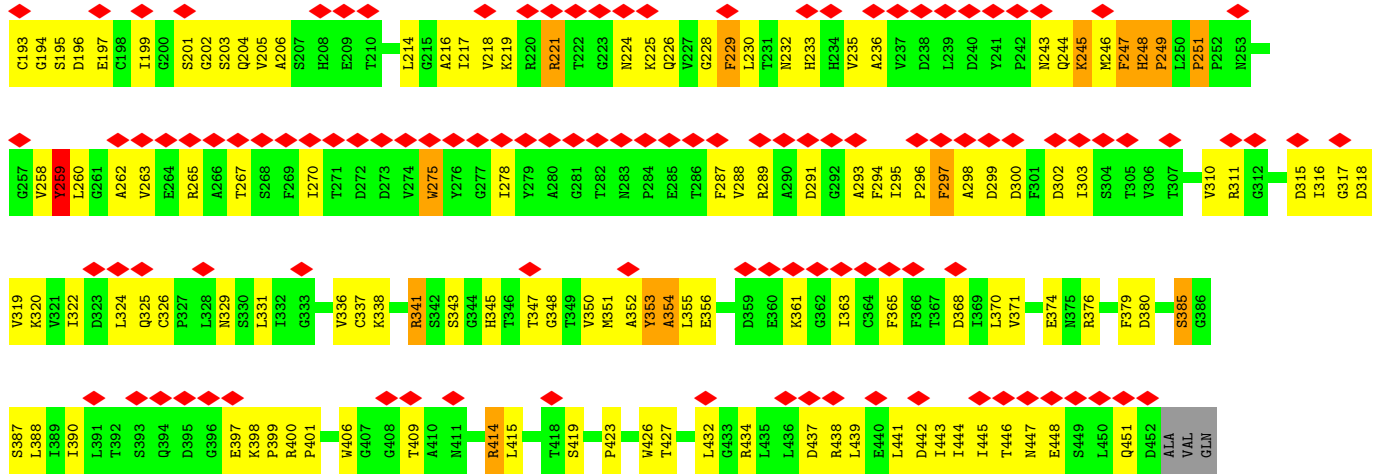 C193 G194 S195 D196 E197 C198 I199 G200 S201 G202 S203 Q204 V205 A206 S207 H208 E209 T210 L214 G215 A216 I217 V218 K219 R220 R221 T222 G223 N224 K225 Q226 V227 G228 F229 L230 T231 N232 H233 H234 V235 A236 V237 D238 L239 D240 Y241 P242 N243 Q244 K245 M246 F247 H248 P249 L250 P251 P252 N253
G257 V258 Y259 L260 G261 A262 V263 E264 R265 A266 T267 S268 F269 I270 T271 D272 D273 V274 W275 Y276 G277 I278 Y279 A280 G281 T282 N283 P284 E285 T286 F287 V288 R289 A290 D291 G292 A293 F294 I295 P296 F297 A298 D299 D300 F301 D302 I303 S304 T305 V306 T307 V310 R311 G312 D315 I316 G317 D318
V319 K320 V321 I322 D323 L324 Q325 C326 P327 L328 N329 S330 L331 I332 G333 V336 C337 K338 R341 S342 S343 G344 H345 T346 T347 G348 T349 V350 M351 A352 Y353 A354 L355 E356 D359 E360 K361 G362 I363 C364 F365 F366 T367 D368 I369 L370 V371 E374 N375 R376 F379 D380 S385 G386
S387 L388 I389 I390 L391 T392 S393 Q394 D395 G396 E397 K398 P399 R400 P401 W406 G407 G408 T409 A410 N411 R414 L415 T418 S419 P423 W426 T427 L432 G433 R434 L435 L436 D437 R438 L439 E440 L441 D442 I443 I444 I445 T446 N447 E448 S449 L450 Q451 D452 ALA VAL GLN